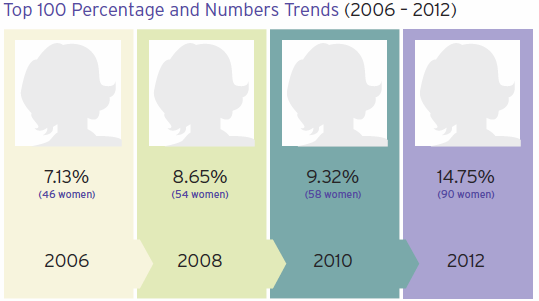 Top 100 Percentage and Numbers Trends (2006 – 2012)
7.13%
(46 women)
2006
8.65%
(54 women)
2008
9.32%
(58 women)
2010
14.75%
(90 women)
2012